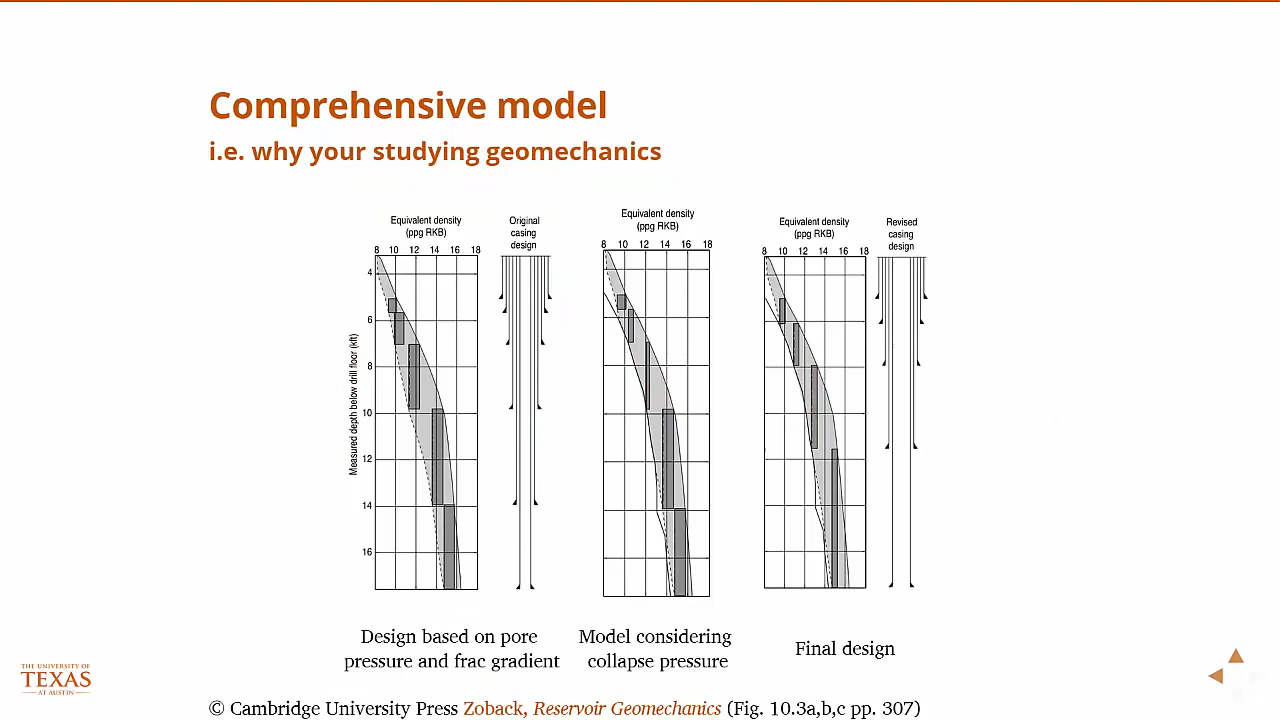 Comprehensive model
i.e. why your studying geomechanics
Equivalent density
(ppg RKB)
8 10 12 14 16 18
Original
casing
design
Equivalent density
(ppg RKB)
8 10 12 14 16 18
Equivalent density
(ppg RKB)
8 10 12 14 16 18
Revised
casing
design
Measured depth below drill floor (kft)
4
6
8
10
12
14
16
Design based on pore
pressure and frac gradient
Model considering
collapse pressure
Final design
THE UNIVERSITY OF
TEXAS
AT AUSTIN
© Cambridge University Press Zoback, Reservoir Geomechanics (Fig. 10.3a,b,c pp. 307)